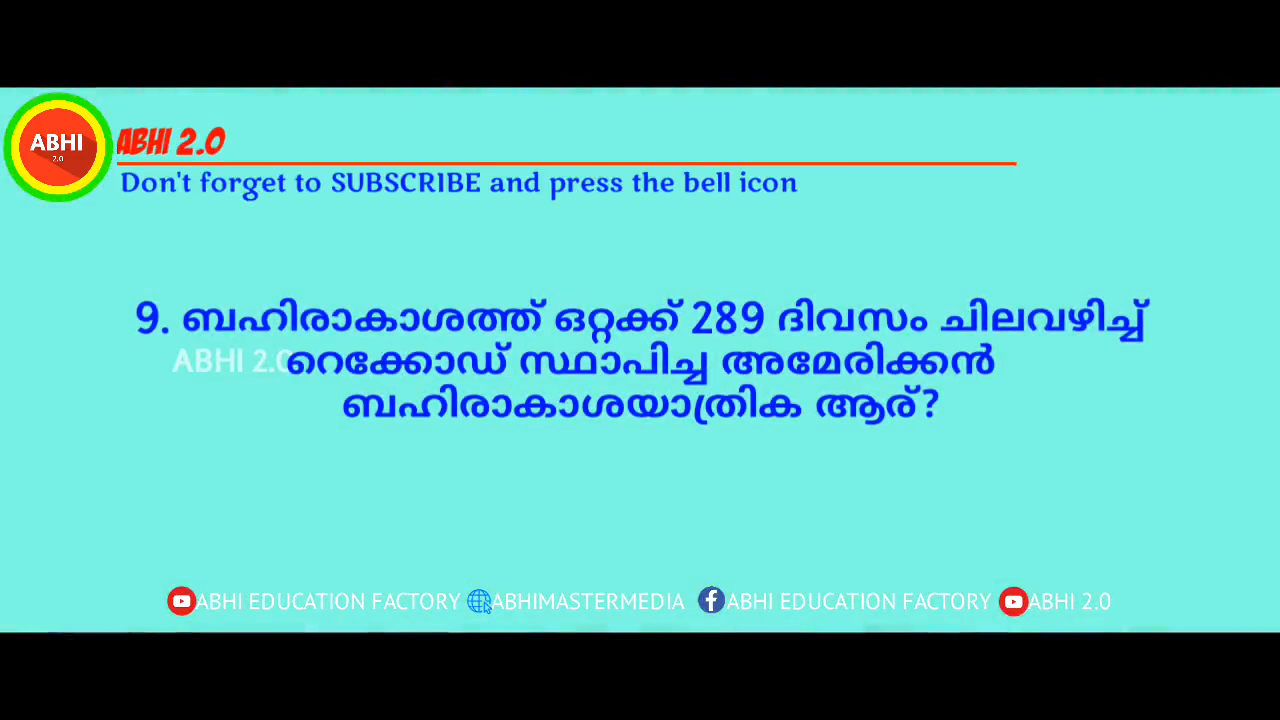 ABHI
2.0
ABHI 2.0
Don't forget to SUBSCRIBE and press the bell icon
9. ബഹിരാകാശത്ത് ഒറ്റക്ക് 289 ദിവസം ചിലവഴിച്ച്
ABHI 2.0
റെക്കോഡ് സ്ഥാപിച്ച അമേരിക്കൻ
ബഹിരാകാശയാത്രിക ആര്?
ABHI EDUCATION FACTORY ABHIMASTERMEDIA ABHI EDUCATION FACTORY ABHI 2.0